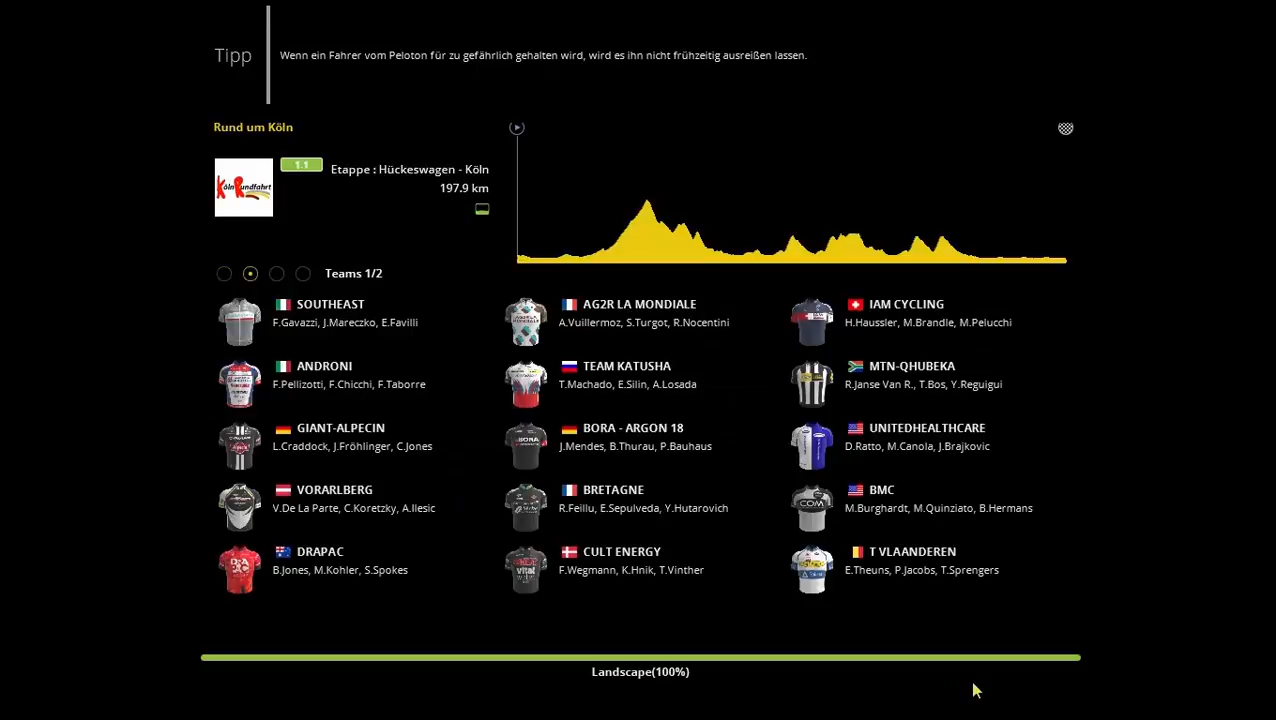 Tipp
Wenn ein Fahrer vom Peloton für zu gefährlich gehalten wird, wird es ihn nicht frühzeitig ausreißen lassen.
Rund um Köln
1.1
Etappe : Hückeswagen - Köln
197.9 km
Köln Rundfahrt
Teams 1/2
SOUTHEAST
F.Gavazzi, J.Mareczko, E.Favilli
AG2R LA MONDIALE
A.Vuillermoz, S.Turgot, R.Nocentini
IAM CYCLING
H.Haussler, M.Brandle, M.Pelucchi
ANDRONI
F.Pellizotti, F.Chicchi, F.Taborre
TEAM KATUSHA
T.Machado, E.Silin, A.Losada
MTN-QHUBEKA
R.Janse Van R., T.Bos, Y.Reguigui
GIANT-ALPECIN
L.Craddock, J.Fröhlinger, C.Jones
BORA - ARGON 18
J.Mendes, B.Thurau, P.Bauhaus
UNITEDHEALTHCARE
D.Ratto, M.Canola, J.Brajkovic
VORARLBERG
V.De La Parte, C.Koretzky, A.Ilesic
BRETAGNE
R.Feillu, E.Sepulveda, Y.Hutarovich
BMC
M.Burghardt, M.Quinziato, B.Hermans
DRAPAC
B.Jones, M.Kohler, S.Spokes
CULT ENERGY
F.Wegmann, K.Hnik, T.Vinther
T VLAANDEREN
E.Theuns, P.Jacobs, T.Sprengers
Landscape(100%)